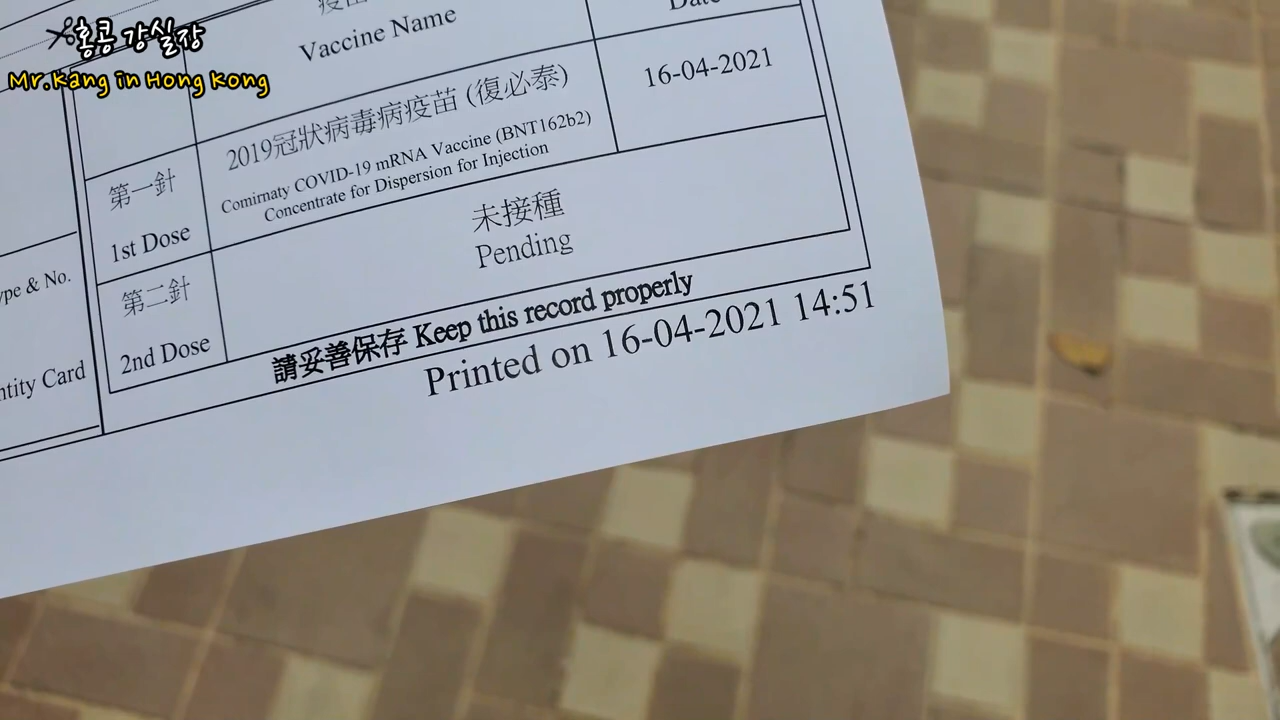 홍콩 강실장
Mr.Kang in Hong Kong
疫苗
Vaccine Name
Date
第一針
1st Dose
2019冠狀病毒病疫苗 (復必泰)
Comirnaty COVID-19 mRNA Vaccine (BNT162b2)
Concentrate for Dispersion for Injection
16-04-2021
第二針
2nd Dose
未接種
Pending
ype & No.
ntity Card
請妥善保存 Keep this record properly
Printed on 16-04-2021 14:51